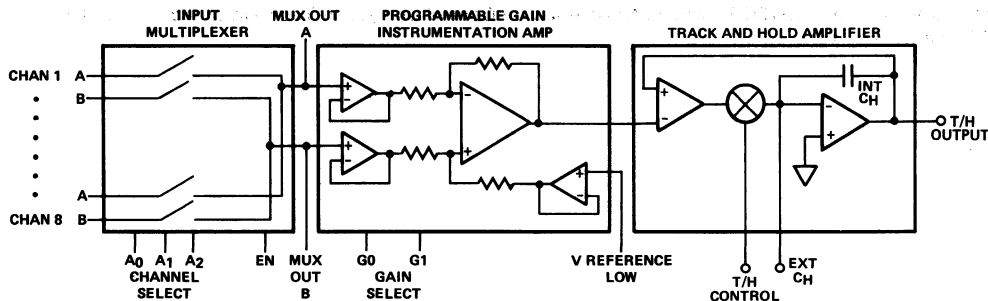 INPUT
MULTIPLEXER
MUX OUT
A
PROGRAMMABLE GAIN
INSTRUMENTATION AMP
TRACK AND HOLD AMPLIFIER
CHAN 1 A
B
A
CHAN 8 B
+
−
+
−
−
+
+
−
+
−
INT
CH
−
+
T/H
OUTPUT
A0 A1 A2
CHANNEL
SELECT
EN
MUX
OUT
B
G0 G1
GAIN
SELECT
V REFERENCE
LOW
T/H
CONTROL
EXT
CH